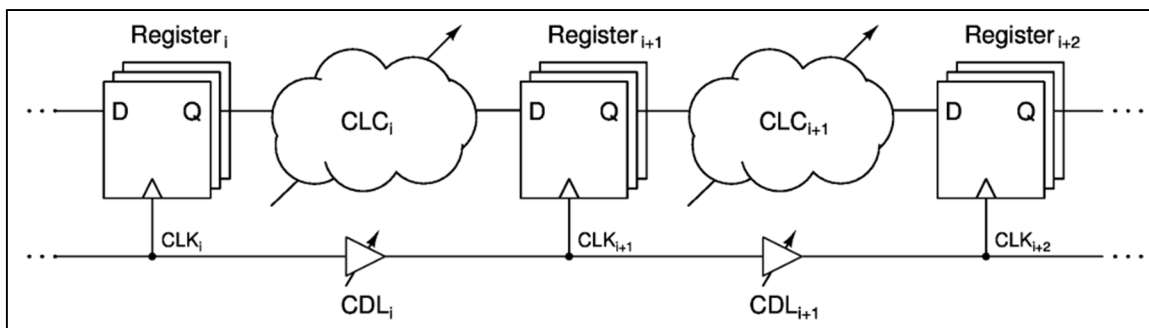 Register i Register i+1 Register i+2
... D Q CLC i D Q CLC i+1 D Q ...
... CLK i CLK i+1 CLK i+2 ...
CDL i CDL i+1